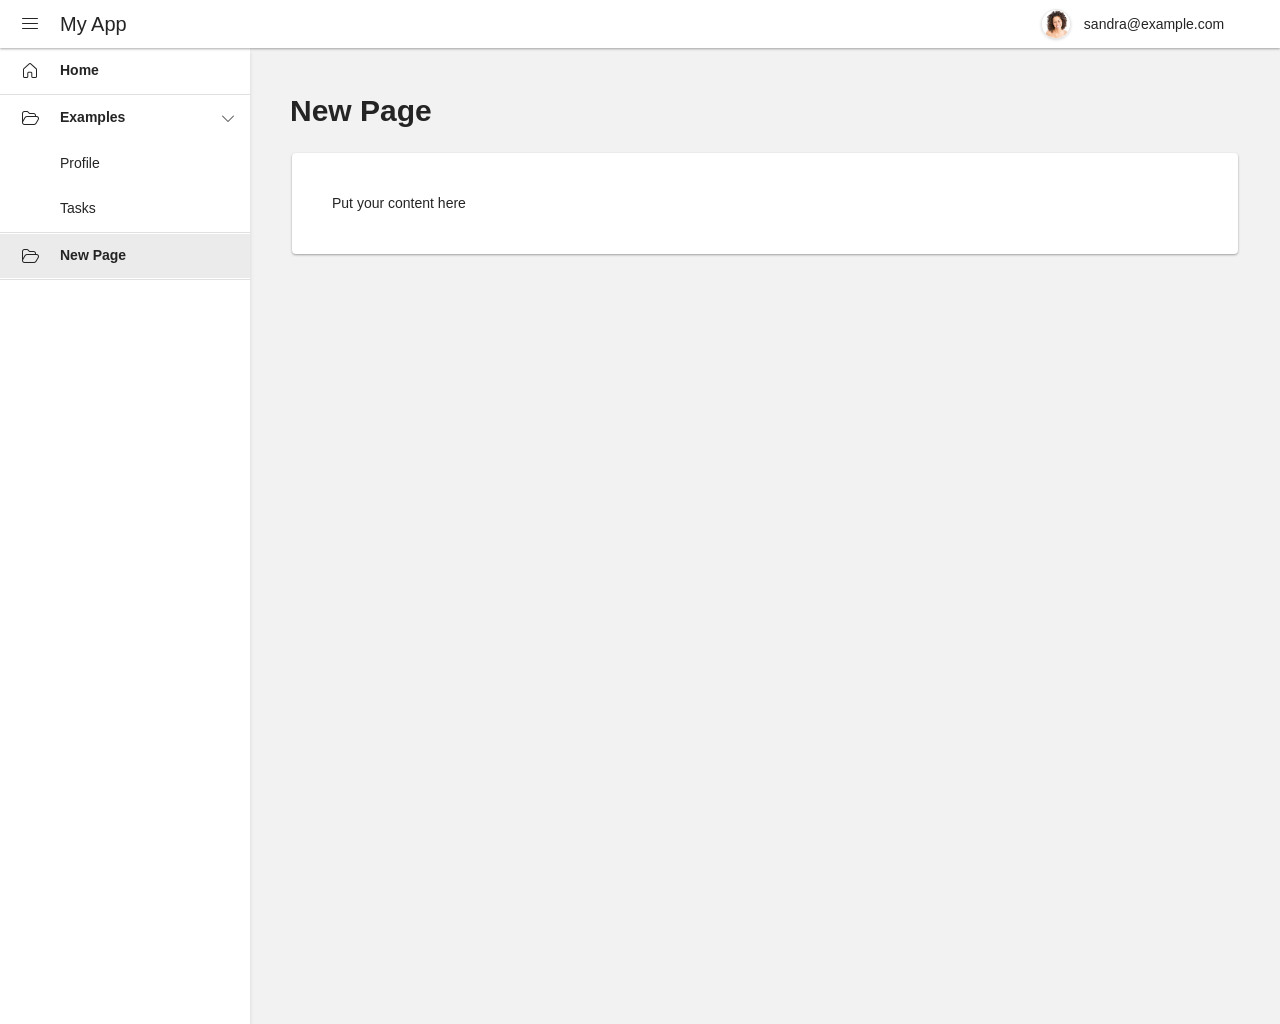 My App
sandra@example.com
Home
Examples
Profile
Tasks
New Page
New Page
Put your content here